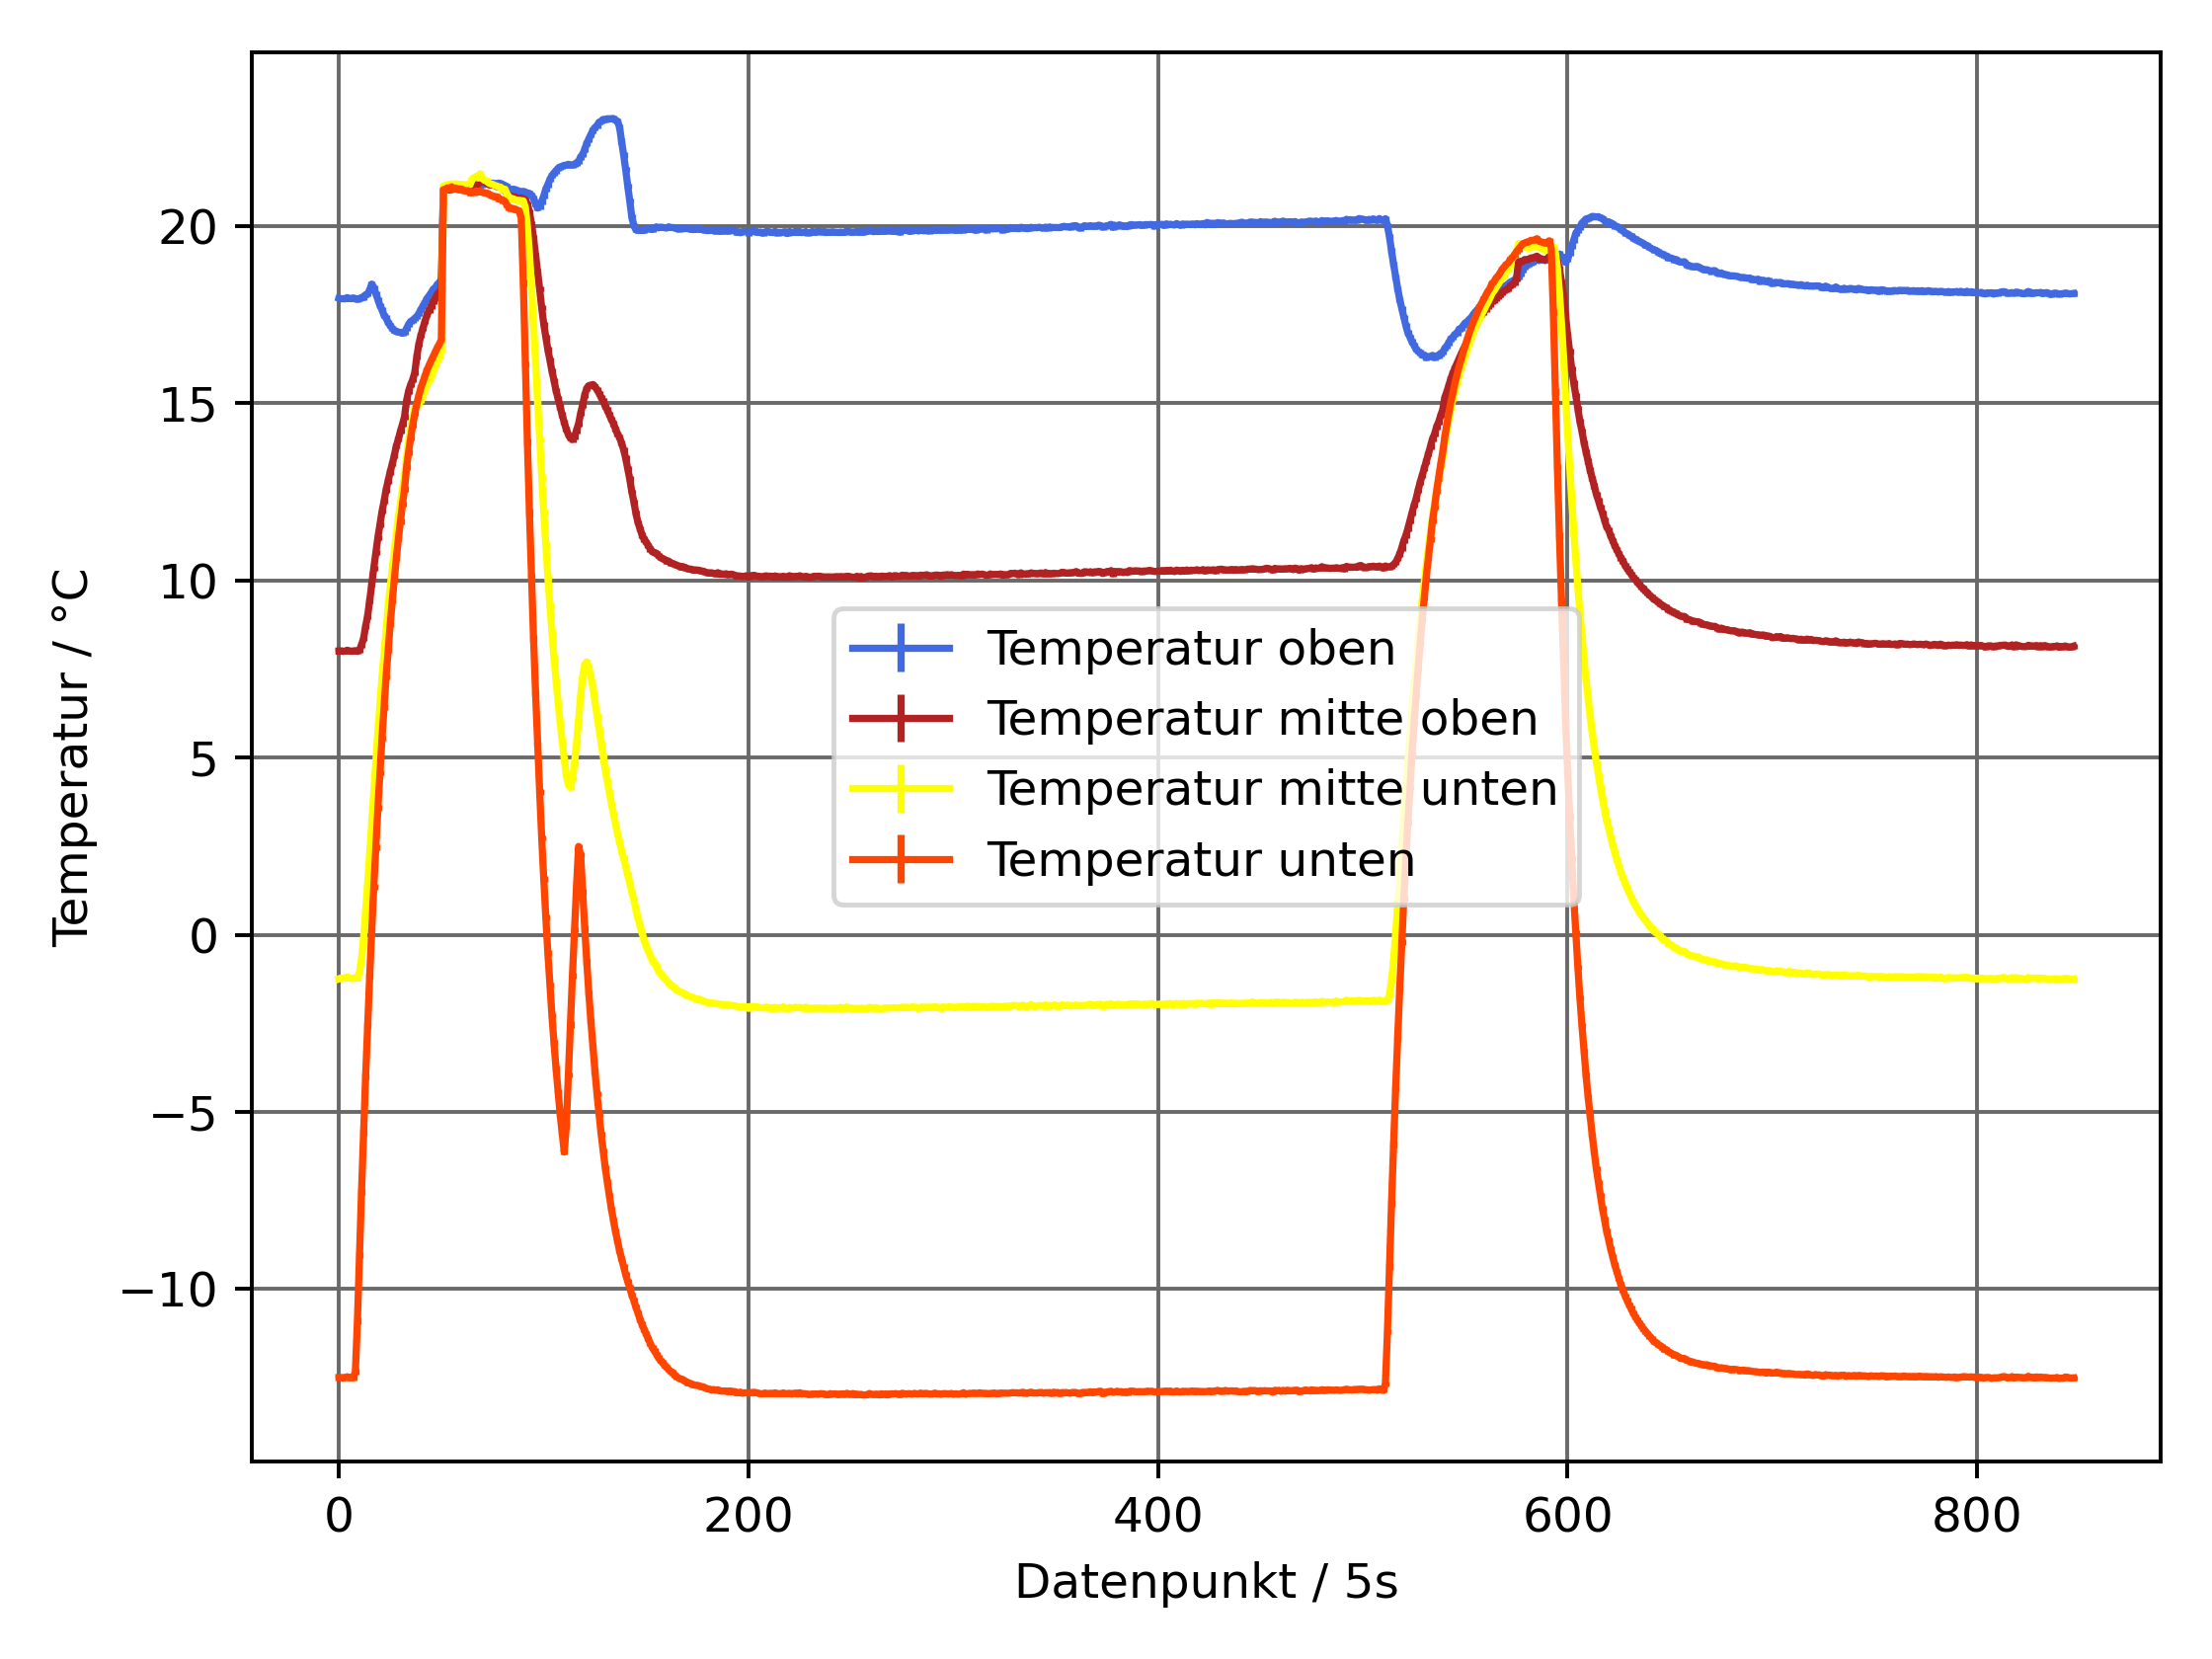 Temperatur / °C
20
15
10
5
0
−5
−10
Temperatur oben
Temperatur mitte oben
Temperatur mitte unten
Temperatur unten
0 200 400 600 800
Datenpunkt / 5s